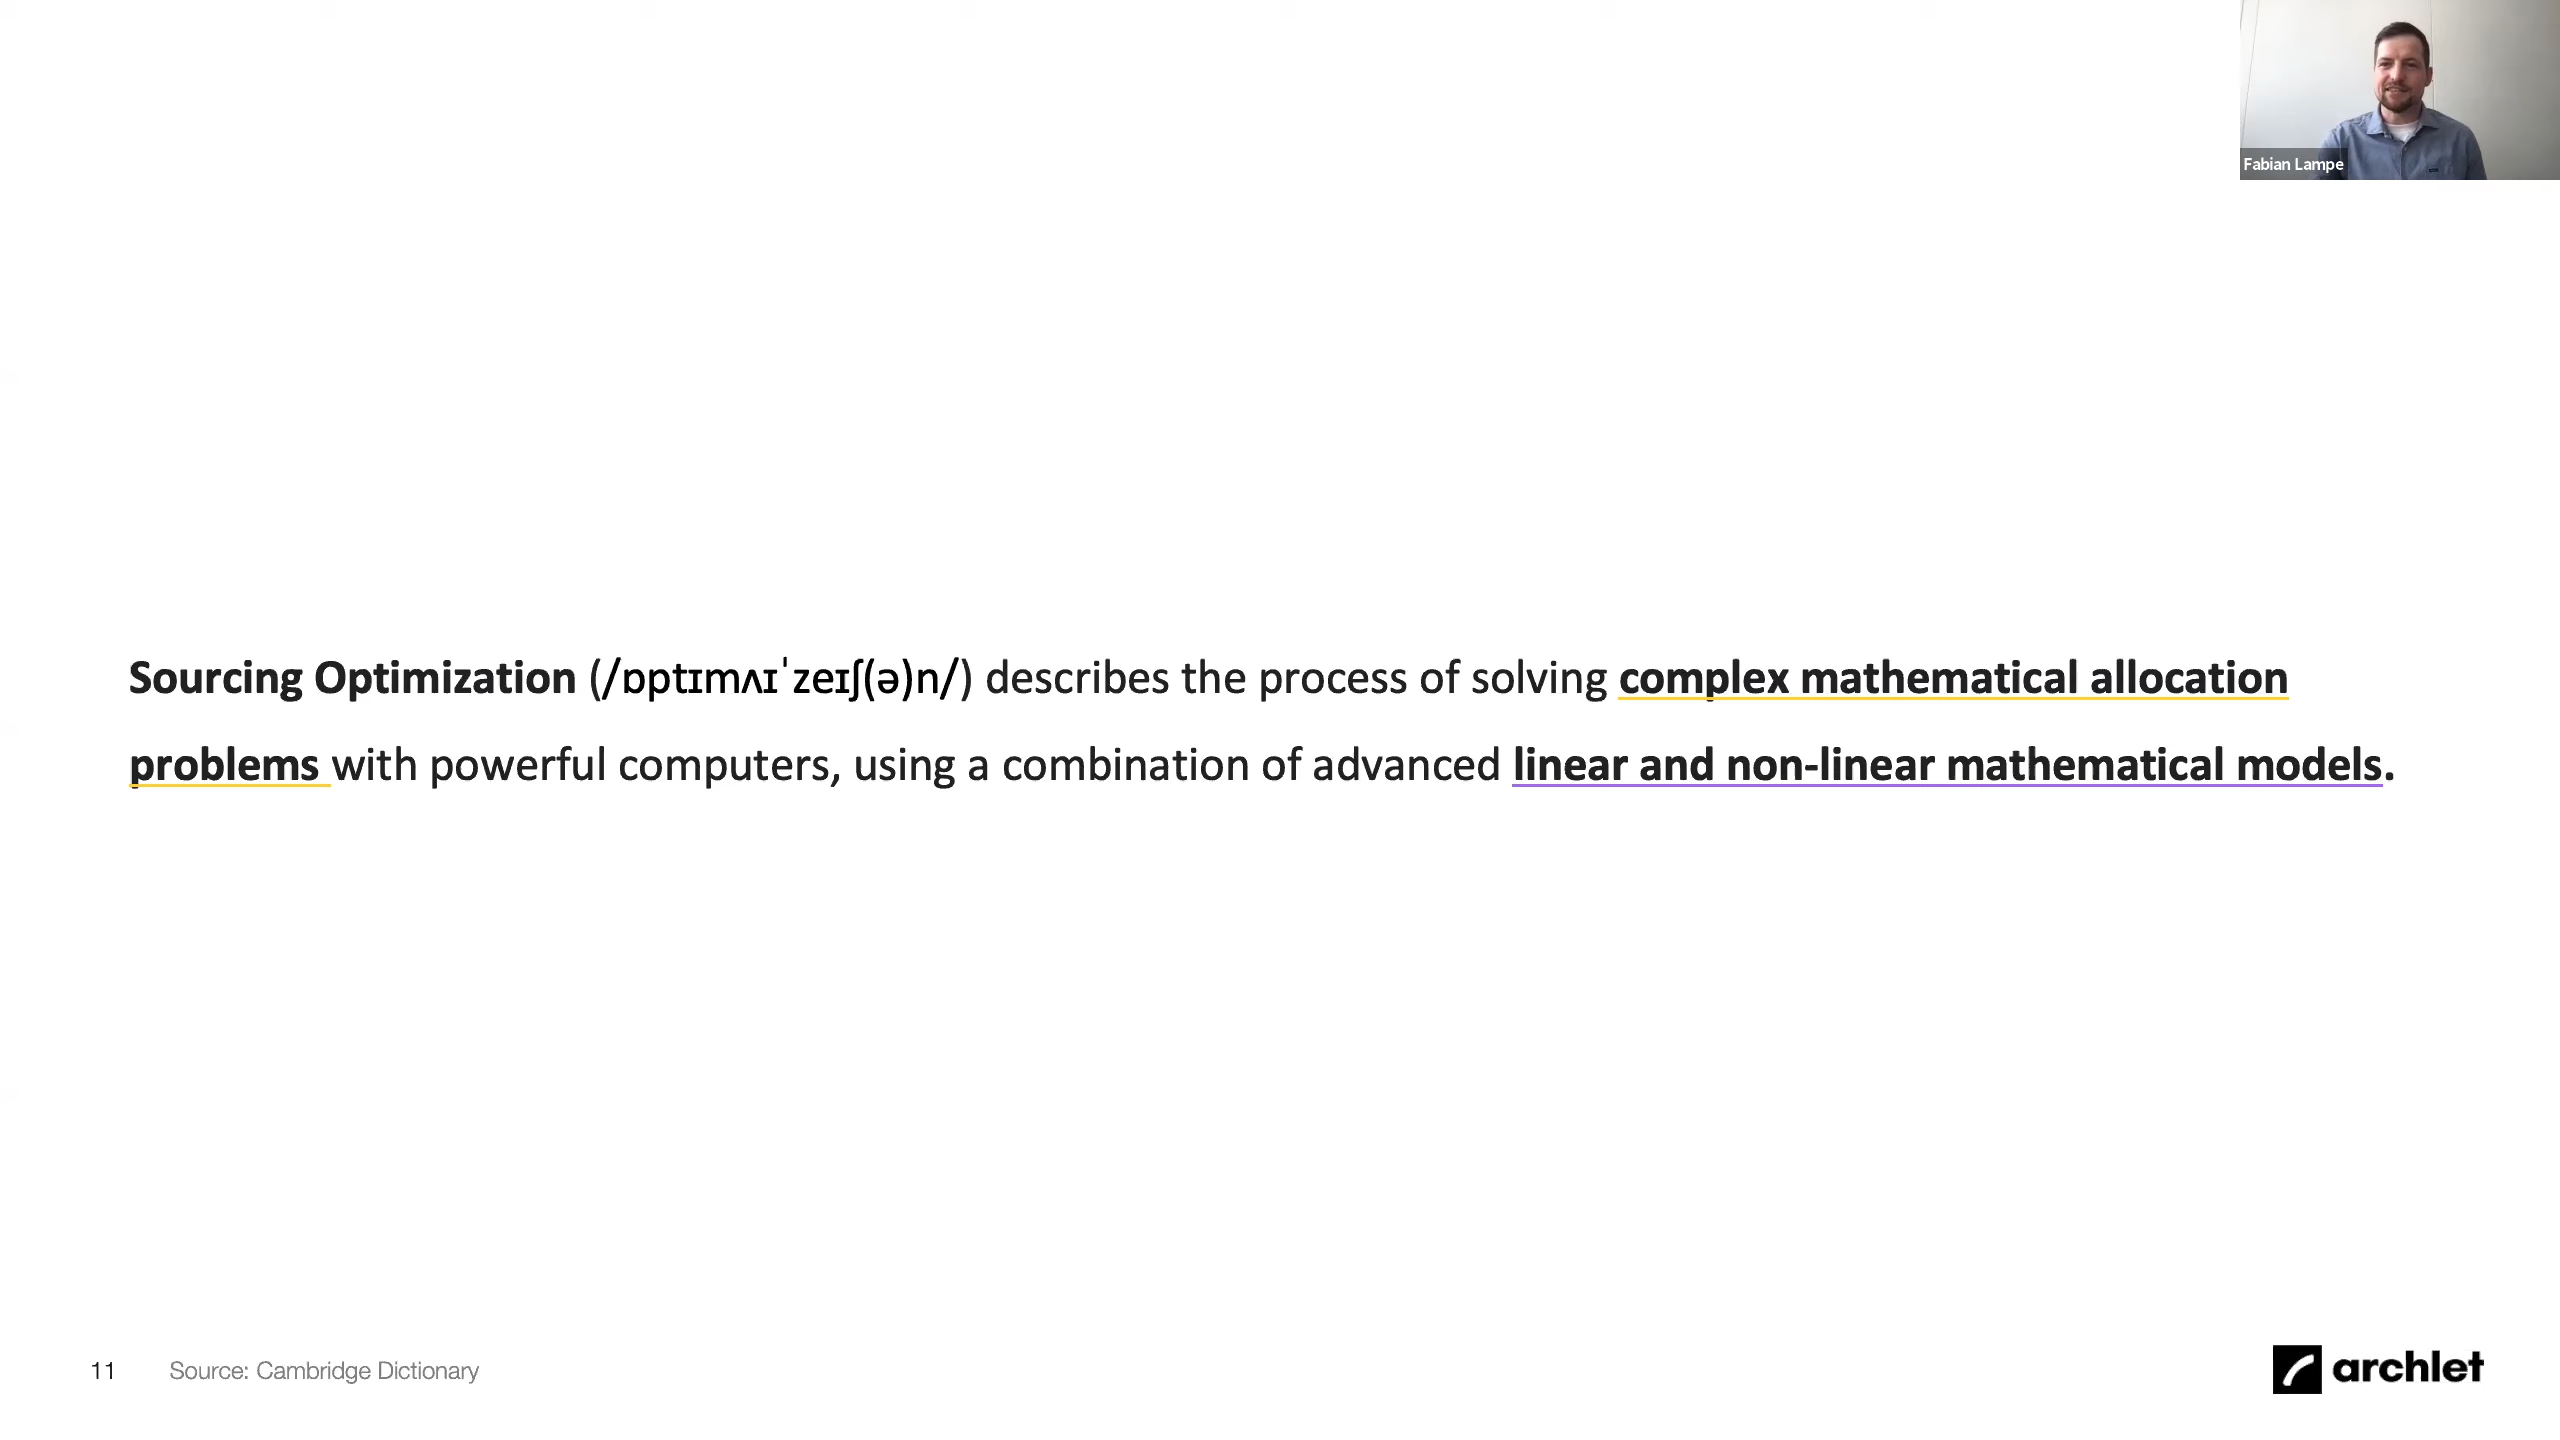 Fabian Lampe
Sourcing Optimization (/ɒptɪmʌɪˈzeɪʃ(ə)n/) describes the process of solving complex mathematical allocation
problems with powerful computers, using a combination of advanced linear and non-linear mathematical models.
11 Source: Cambridge Dictionary
archlet